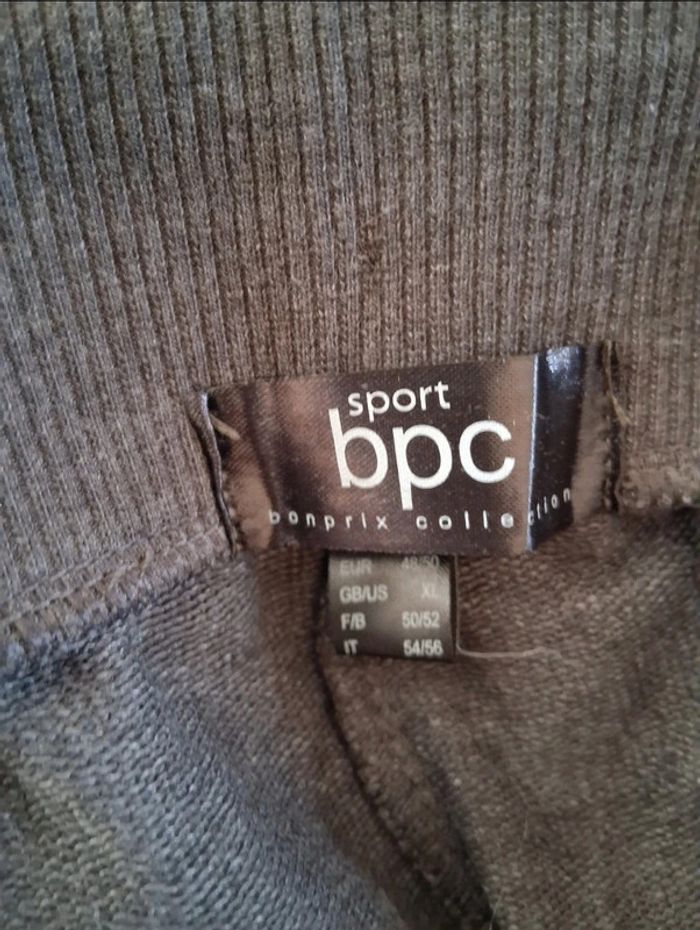 sport
bpc
bonprix collection
EUR 48/50
GB/US XL
F/B 50/52
IT 54/56